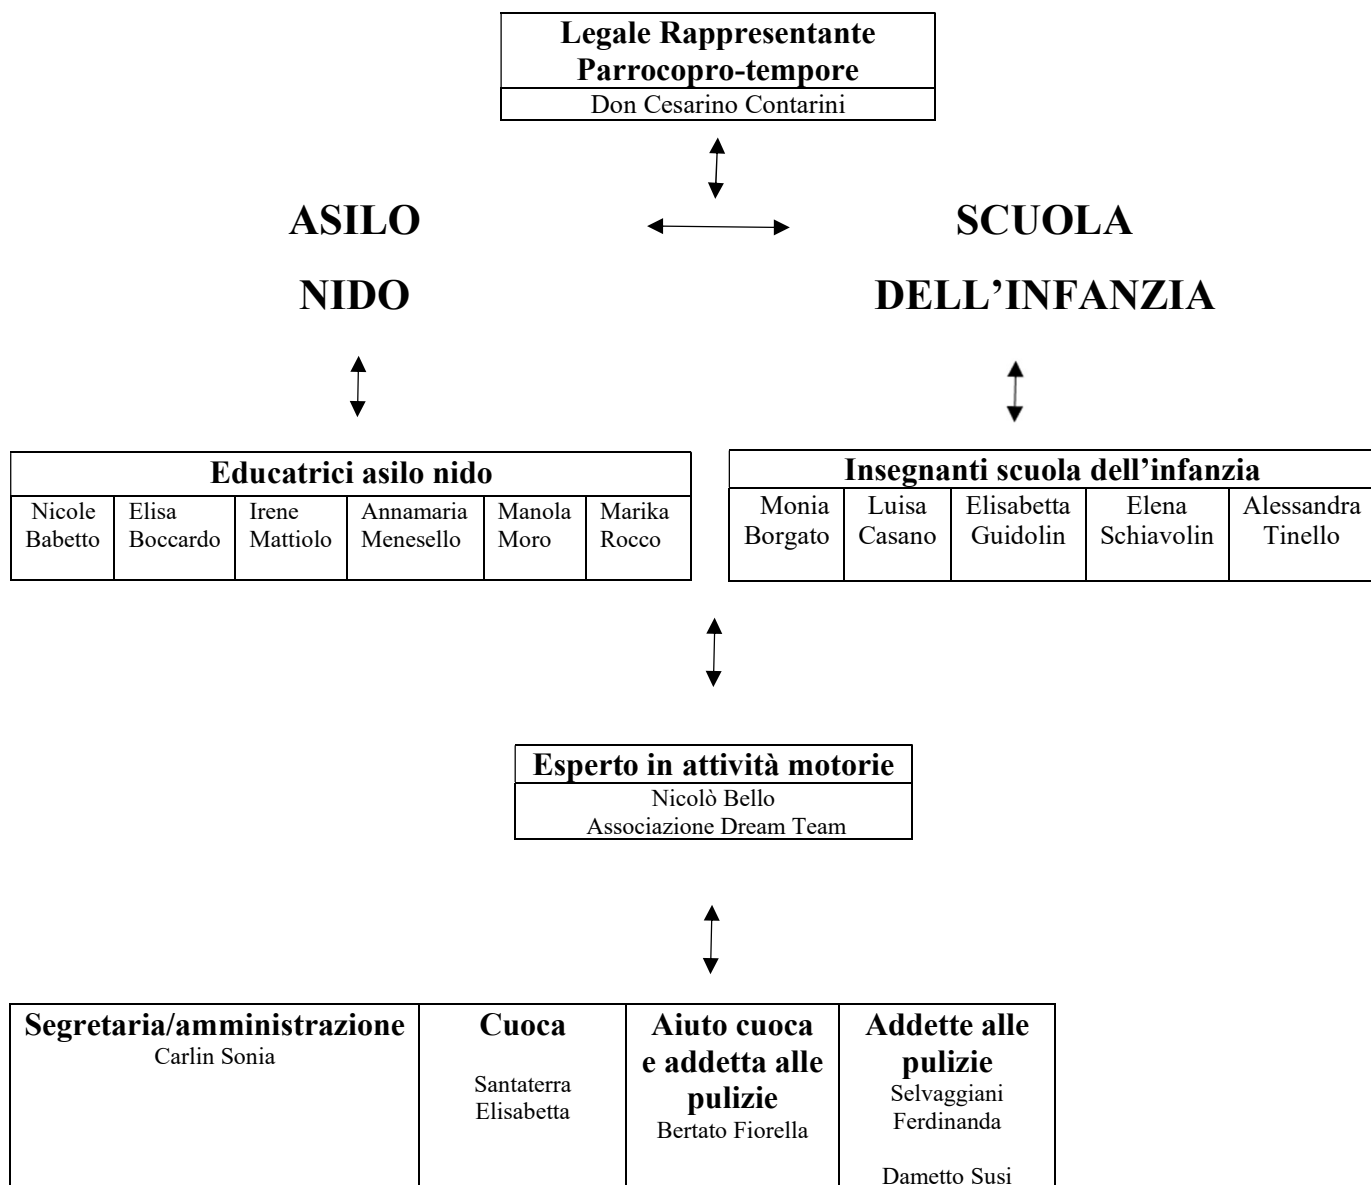 Legale Rappresentante
Parrocopro-tempore
Don Cesarino Contarini
ASILO
NIDO
SCUOLA
DELL’INFANZIA
Educatrici asilo nido
Nicole
Babetto
Elisa
Boccardo
Irene
Mattiolo
Annamaria
Menesello
Manola
Moro
Marika
Rocco
Insegnanti scuola dell’infanzia
Monia
Borgato
Luisa
Casano
Elisabetta
Guidolin
Elena
Schiavolin
Alessandra
Tinello
Esperto in attività motorie
Nicolò Bello
Associazione Dream Team
Segretaria/amministrazione
Carlin Sonia
Cuoca
Santaterra
Elisabetta
Aiuto cuoca
e addetta alle
pulizie
Bertato Fiorella
Addette alle
pulizie
Selvaggiani
Ferdinanda
Dametto Susi